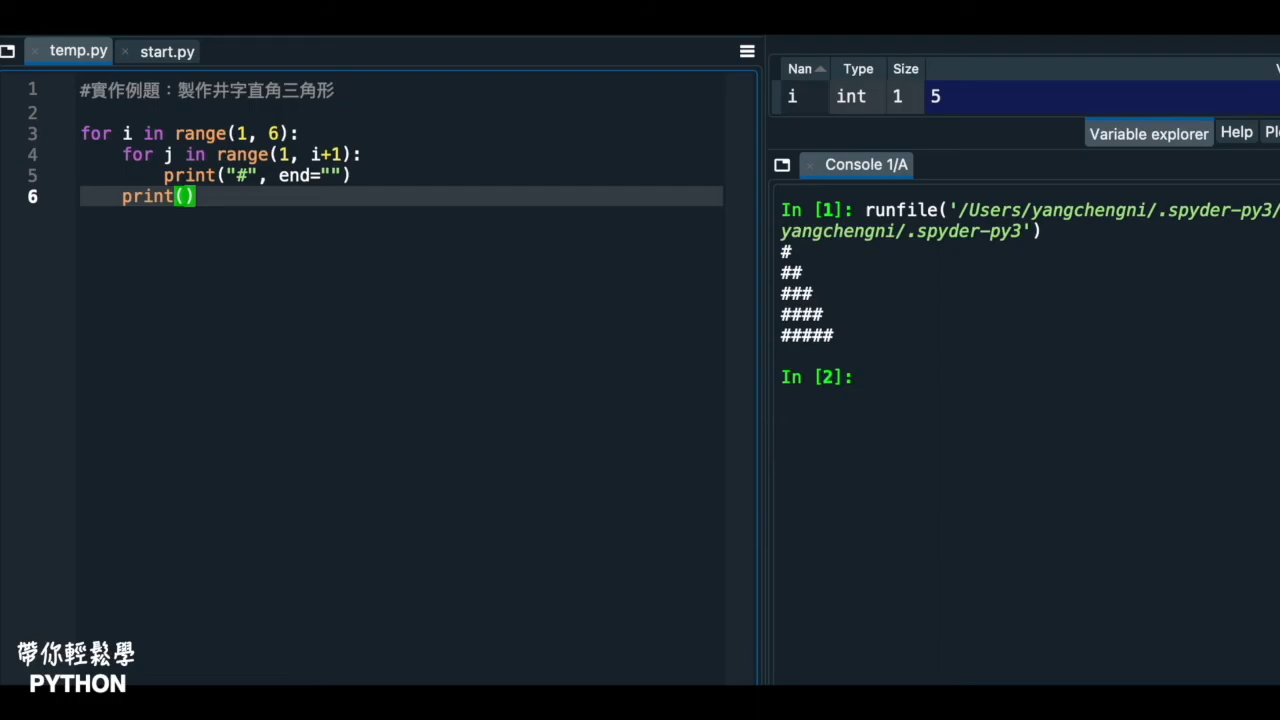 temp.py
start.py
1 #實作例題：製作井字直角三角形
2
3 for i in range(1, 6):
4     for j in range(1, i+1):
5         print("#", end="")
6     print()
Nan Type Size
i int 1 5
Variable explorer Help
Console 1/A
In [1]: runfile('/Users/yangchengni/.spyder-py3/
yangchengni/.spyder-py3')
#
##
###
####
#####
In [2]:
帶你輕鬆學
PYTHON